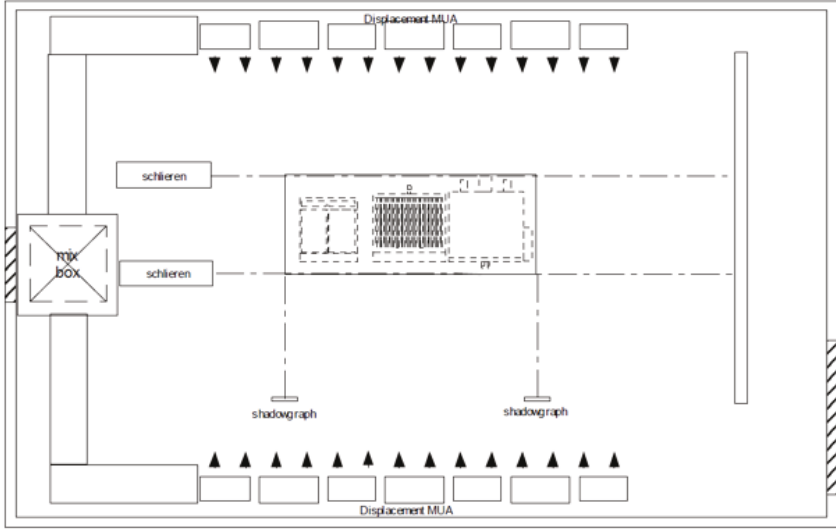 Displacement MUA
schlieren
mix
box
schlieren
shadowgraph
shadowgraph
Displacement MUA